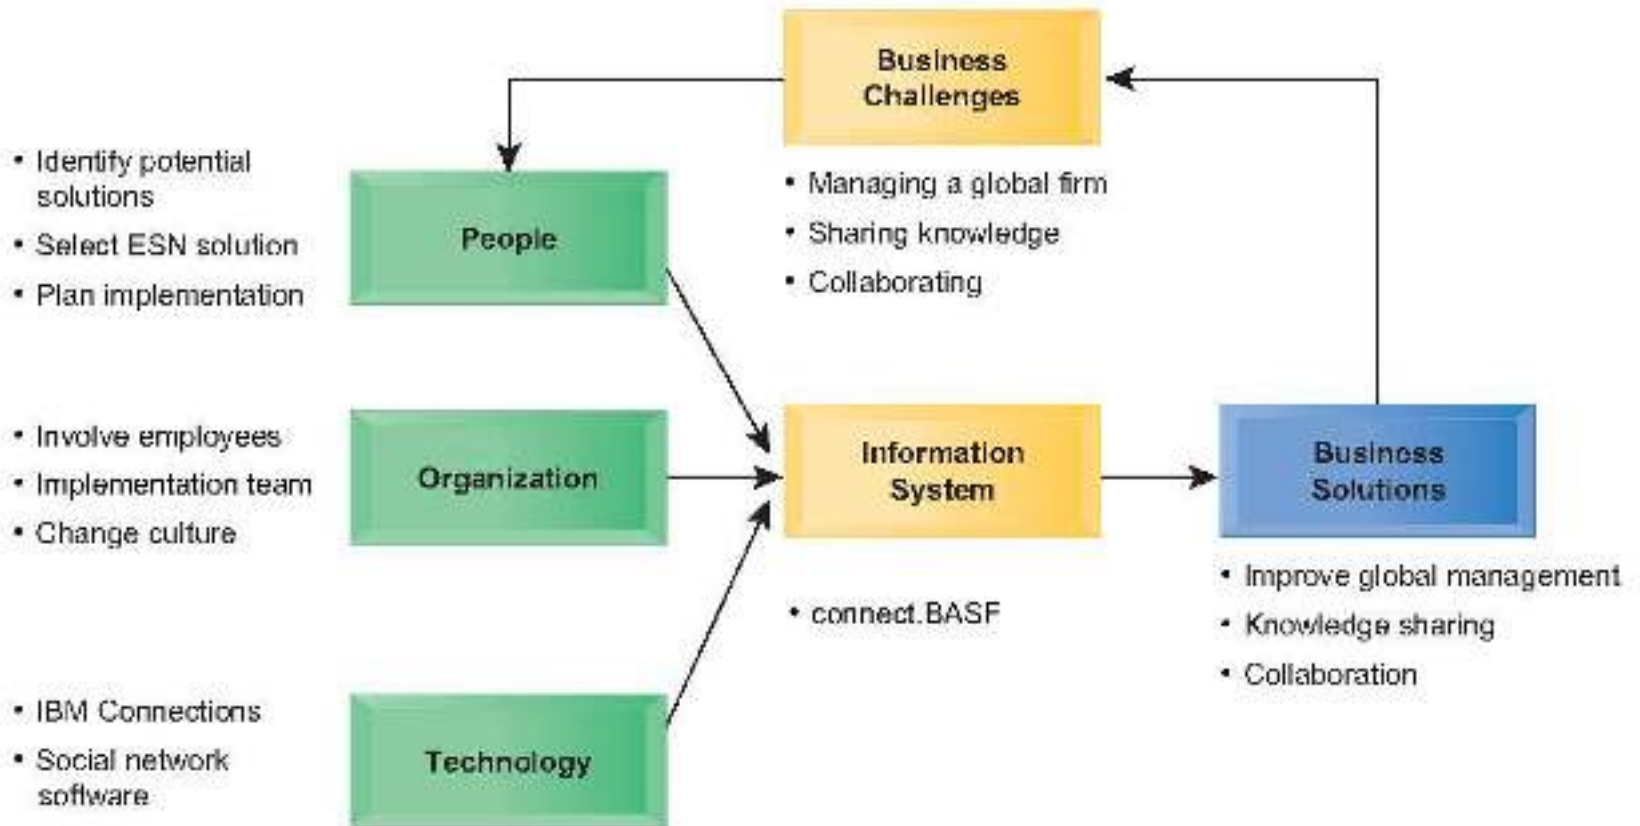 Business
Challenges
• Managing a global firm
• Sharing knowledge
• Collaborating
• Identify potential
solutions
• Select ESN solution
• Plan implementation
People
• Involve employees
• Implementation team
• Change culture
Organization
Information
System
• connect.BASF
Business
Solutions
• Improve global management
• Knowledge sharing
• Collaboration
• IBM Connections
• Social network
software
Technology